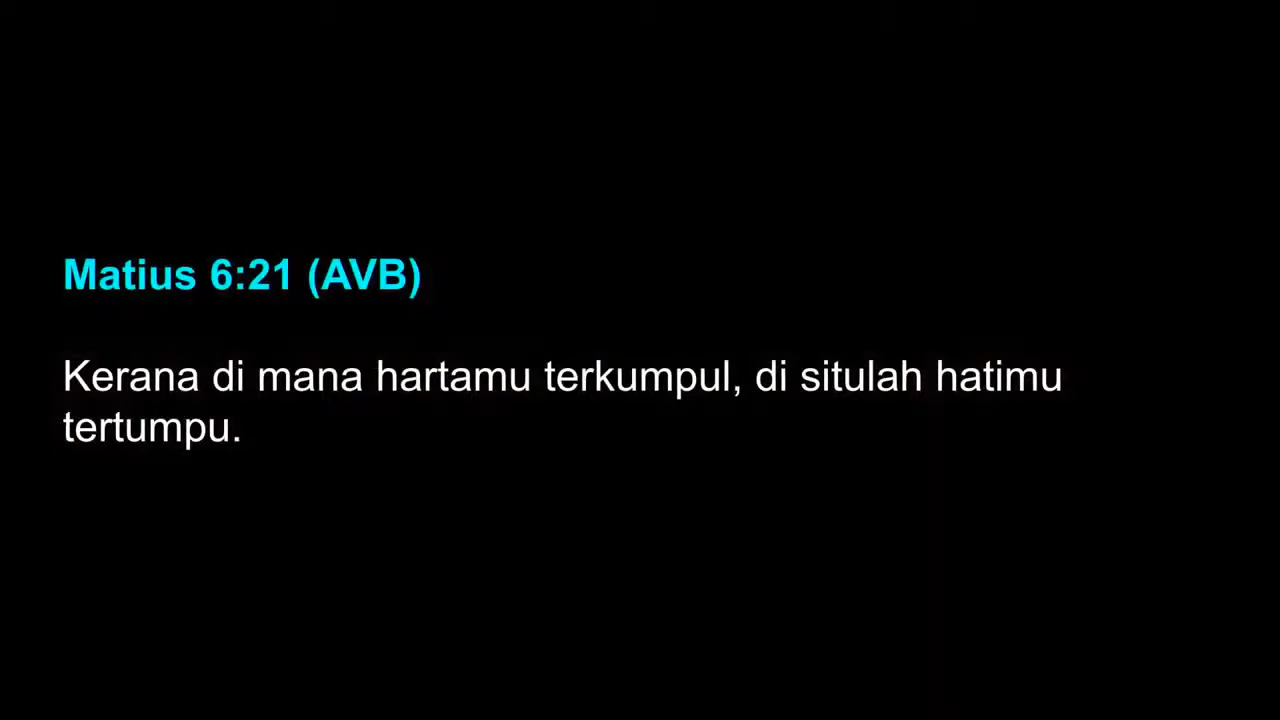 Matius 6:21 (AVB)
Kerana di mana hartamu terkumpul, di situlah hatimu
tertumpu.